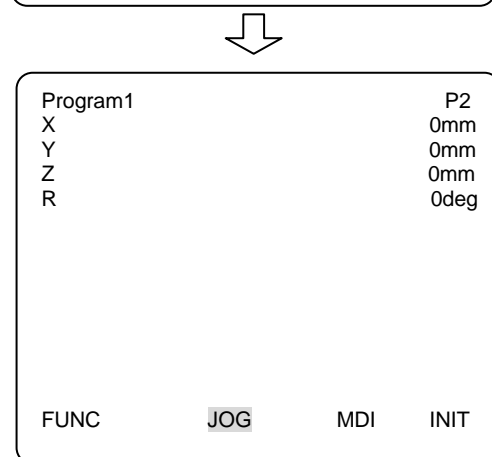 Program1 P2
X 0mm
Y 0mm
Z 0mm
R 0deg
FUNC JOG MDI INIT